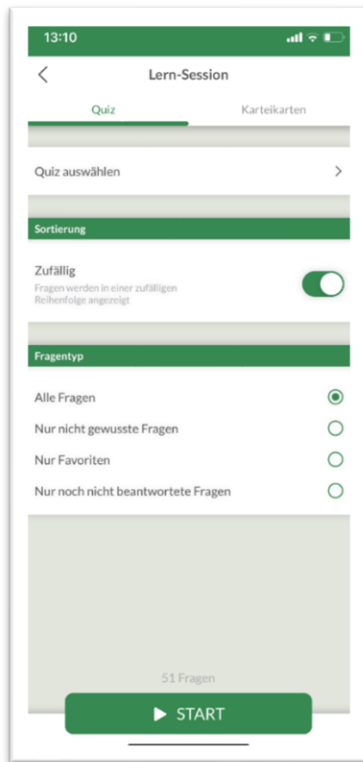 13:10
Lern-Session
Quiz
Karteikarten
Quiz auswählen
Sortierung
Zufällig
Fragen werden in einer zufälligen
Reihenfolge angezeigt
Fragentyp
Alle Fragen
Nur nicht gewusste Fragen
Nur Favoriten
Nur noch nicht beantwortete Fragen
51 Fragen
START